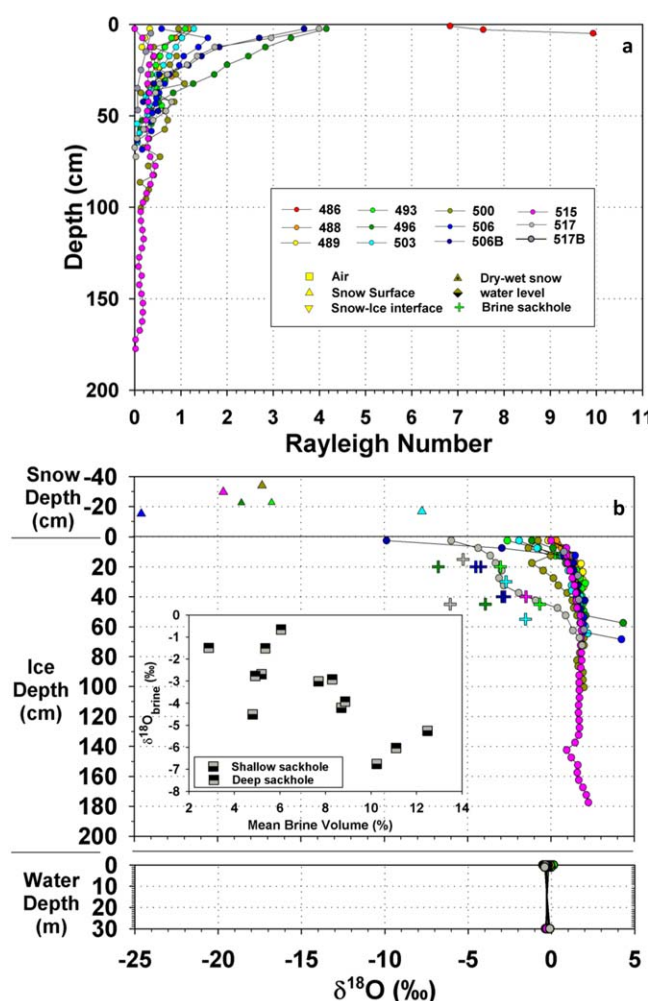 0
50
100
150
200
Depth (cm)
a
486
493
500
515
488
496
506
517
489
503
506B
517B
Air
Dry-wet snow
Snow Surface
water level
Snow-Ice interface
Brine sackhole
0 1 2 3 4 5 6 7 8 9 10 11
Rayleigh Number
Snow
Depth
(cm)
-40
-20
b
Ice
Depth
(cm)
0
20
40
60
80
100
120
140
160
180
200
0
-1
-2
-3
-4
-5
-6
-7
-8
δ18Obrine (‰)
Shallow sackhole
Deep sackhole
2 4 6 8 10 12 14
Mean Brine Volume (%)
Water
Depth
(m)
0
10
20
30
-25 -20 -15 -10 -5 0 5
δ18O (‰)